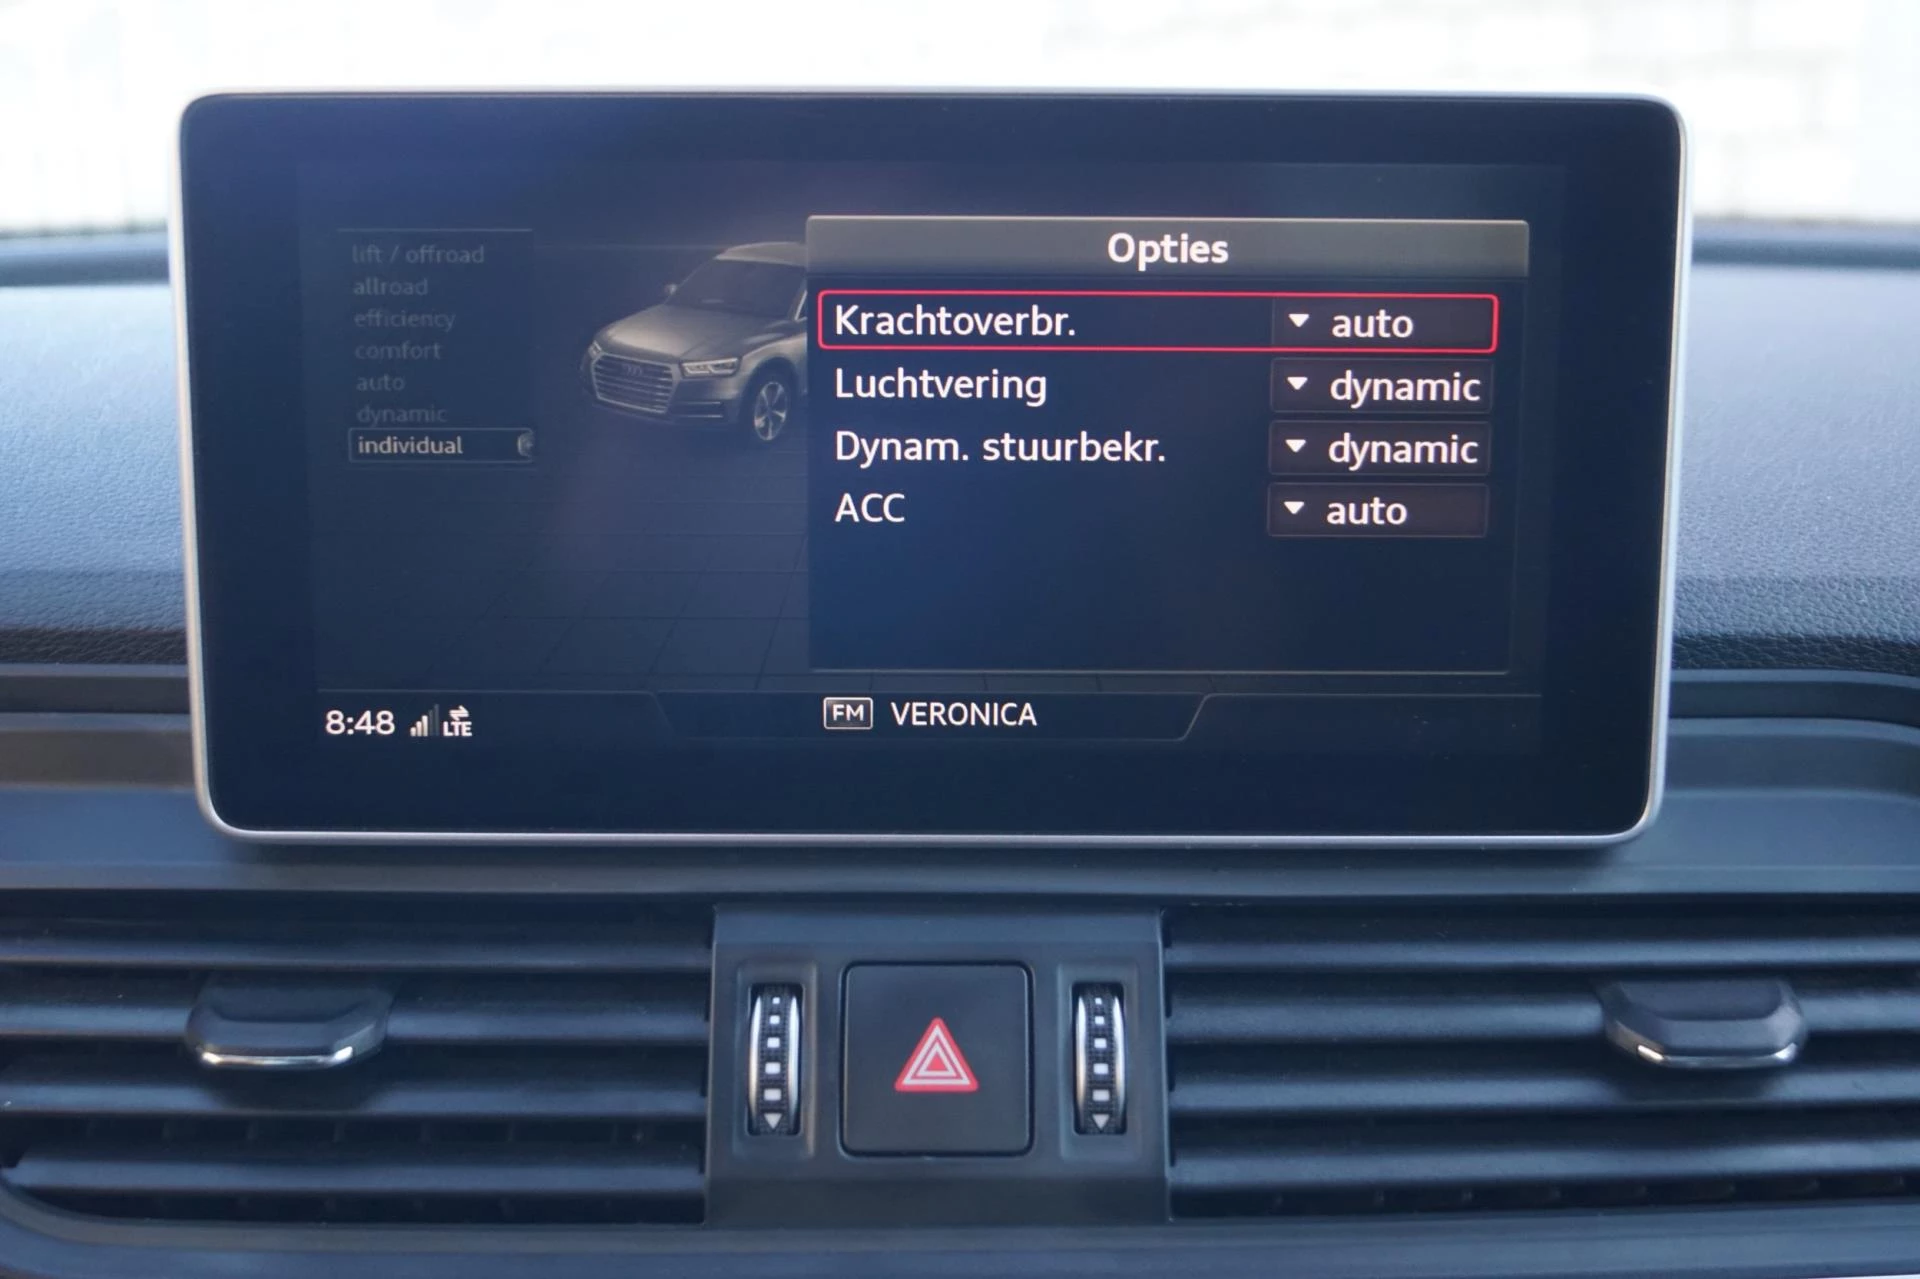 lift / offroad
allroad
efficiency
comfort
auto
dynamic
individual
Opties
Krachtoverbr. auto
Luchtvering dynamic
Dynam. stuurbekr. dynamic
ACC auto
8:48 LTE
FM VERONICA